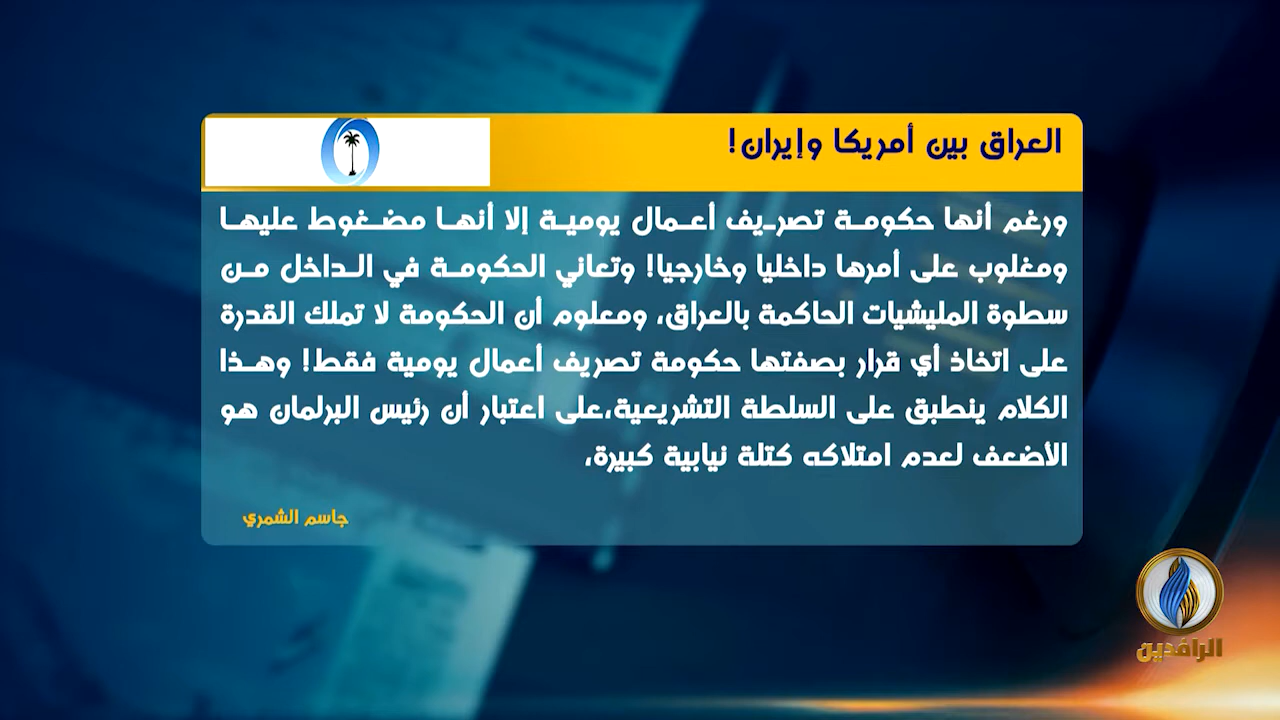 العراق بين أمريكا وإيران!
ورغم أنها حكومة تصريف أعمال يومية إلا أنها مضغوط عليها
ومغلوب على أمرها داخليا وخارجيا! وتعاني الحكومة في الداخل من
سطوة المليشيات الحاكمة بالعراق، ومعلوم أن الحكومة لا تملك القدرة
على اتخاذ أي قرار بصفتها حكومة تصريف أعمال يومية فقط! وهذا
الكلام ينطبق على السلطة التشريعية،على اعتبار أن رئيس البرلمان هو
الأضعف لعدم امتلاكه كتلة نيابية كبيرة،
جاسم الشمري
الرافدين